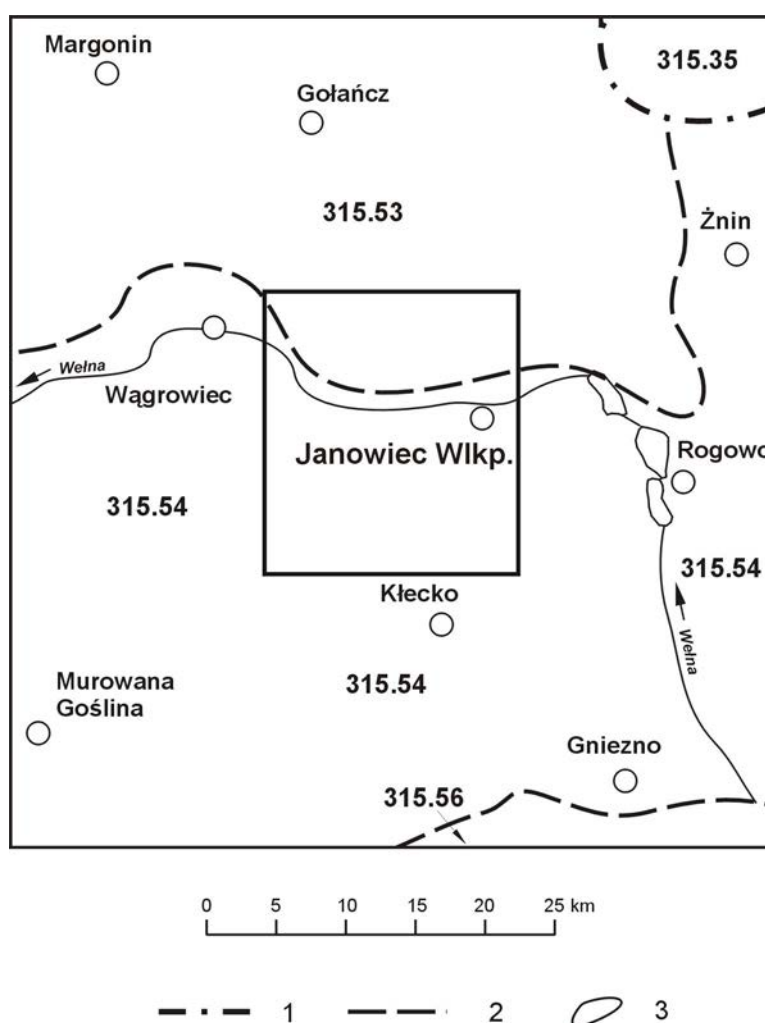 Margonin
315.35
Gołańcz
315.53
Żnin
Wełna
Wągrowiec
Janowiec Wlkp.
Rogowo
315.54
315.54
Kłecko
Wełna
Murowana
Goślina
315.54
Gniezno
315.56
0 5 10 15 20 25 km
1 2 3